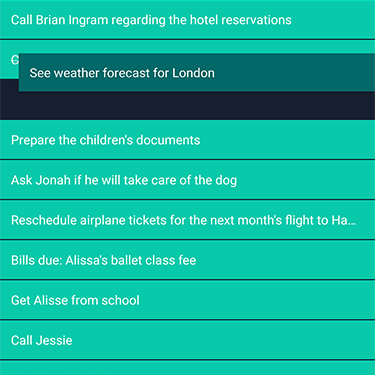 Call Brian Ingram regarding the hotel reservations
See weather forecast for London
Prepare the children's documents
Ask Jonah if he will take care of the dog
Reschedule airplane tickets for the next month's flight to Ha...
Bills due: Alissa's ballet class fee
Get Alisse from school
Call Jessie